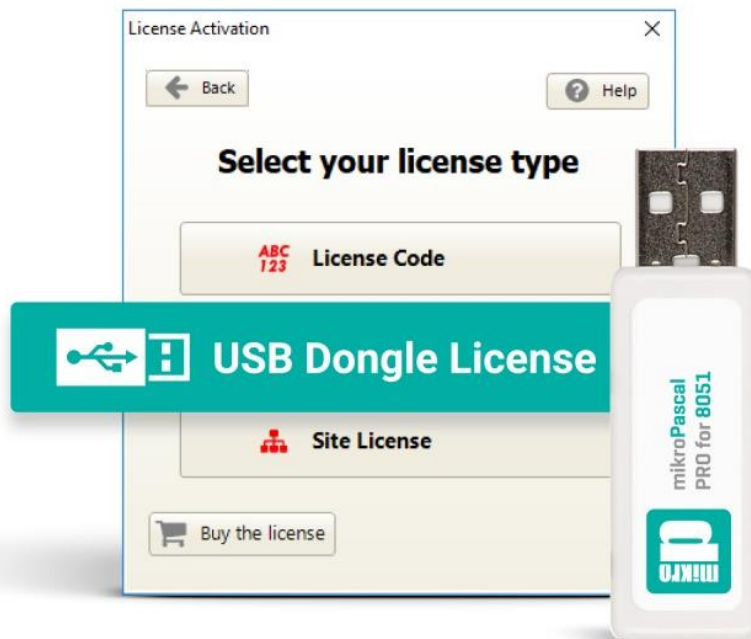 License Activation
Back
Help
Select your license type
ABC
123
License Code
USB Dongle License
Site License
Buy the license
mikroPascal
PRO for 8051
mikro